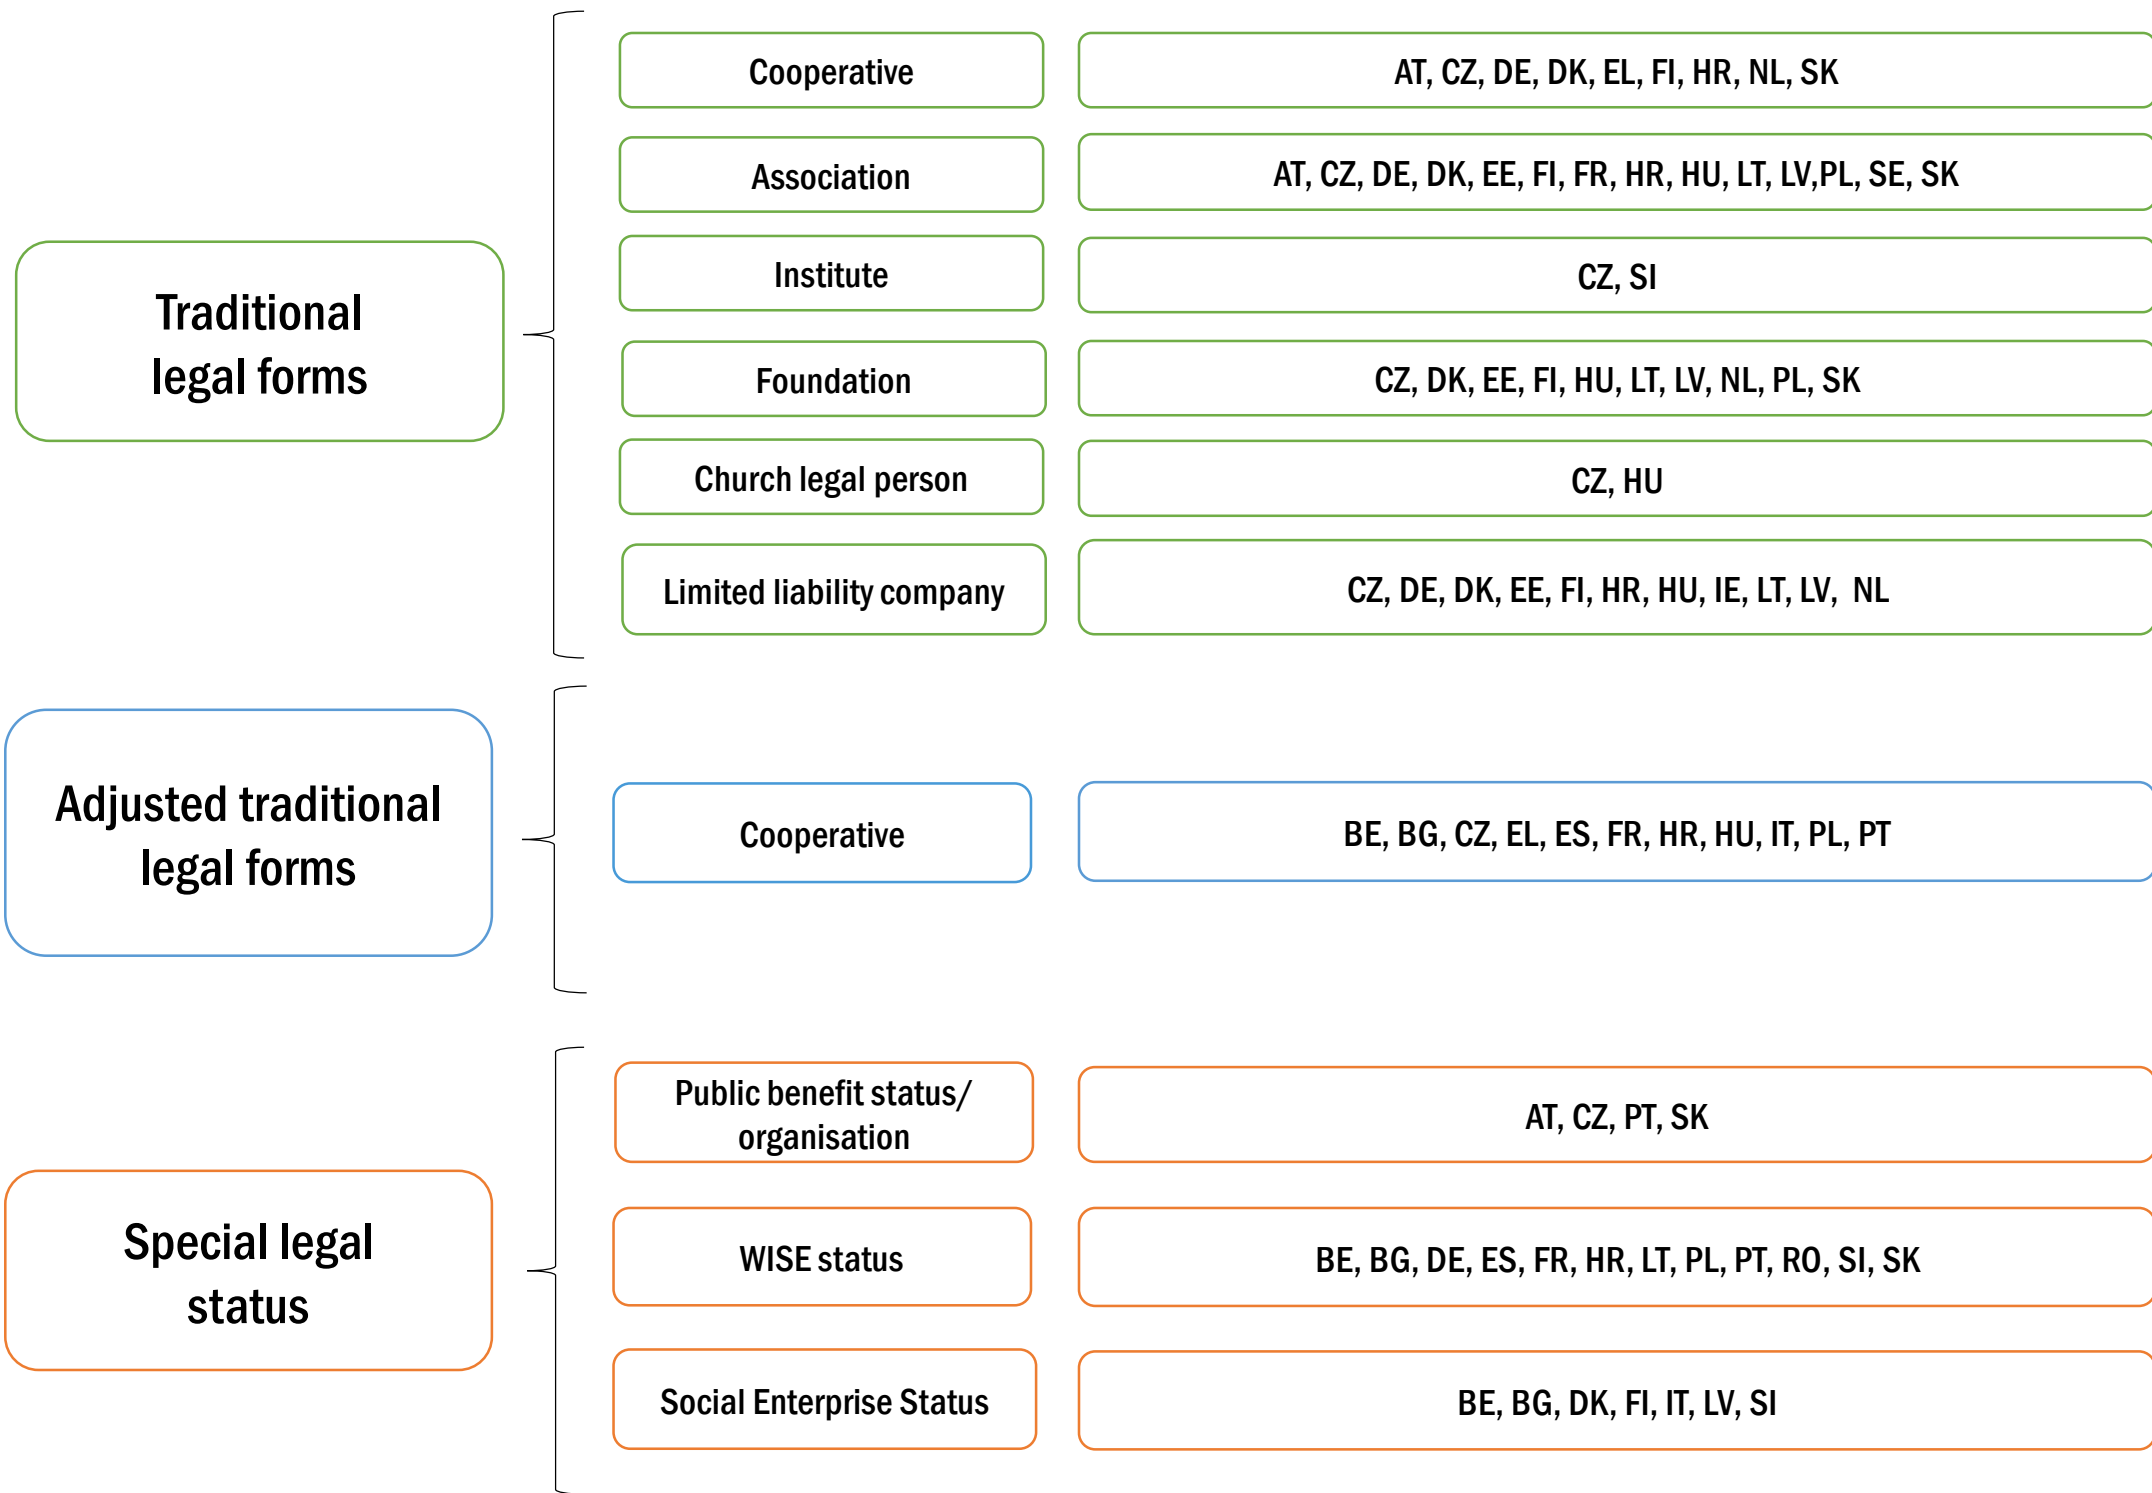 Traditional
legal forms
Cooperative
AT, CZ, DE, DK, EL, FI, HR, NL, SK
Association
AT, CZ, DE, DK, EE, FI, FR, HR, HU, LT, LV,PL, SE, SK
Institute
CZ, SI
Foundation
CZ, DK, EE, FI, HU, LT, LV, NL, PL, SK
Church legal person
CZ, HU
Limited liability company
CZ, DE, DK, EE, FI, HR, HU, IE, LT, LV, NL
Adjusted traditional
legal forms
Cooperative
BE, BG, CZ, EL, ES, FR, HR, HU, IT, PL, PT
Special legal
status
Public benefit status/
organisation
AT, CZ, PT, SK
WISE status
BE, BG, DE, ES, FR, HR, LT, PL, PT, RO, SI, SK
Social Enterprise Status
BE, BG, DK, FI, IT, LV, SI